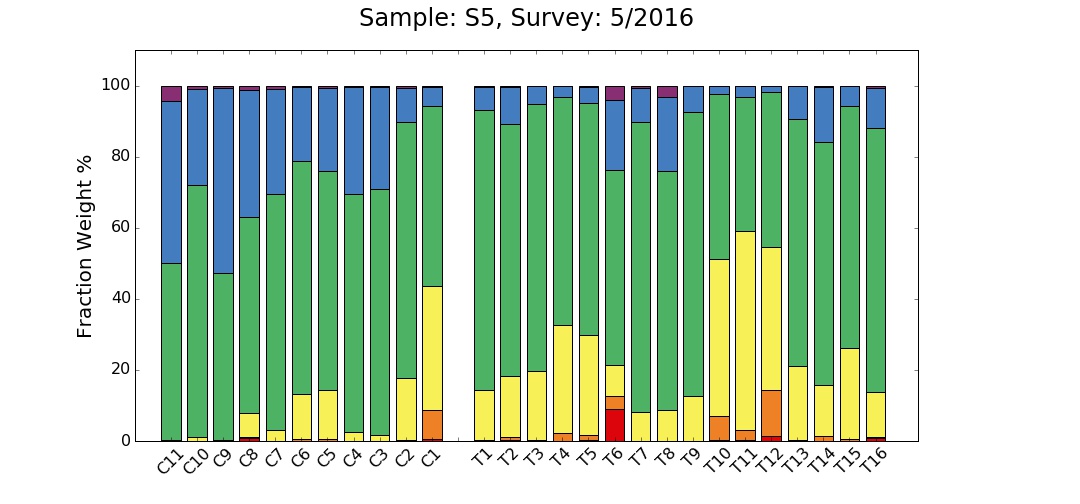 Sample: S5, Survey: 5/2016
Fraction Weight %
100
80
60
40
20
0
C11 C10 C9 C8 C7 C6 C5 C4 C3 C2 C1 T1 T2 T3 T4 T5 T6 T7 T8 T9 T10 T11 T12 T13 T14 T15 T16